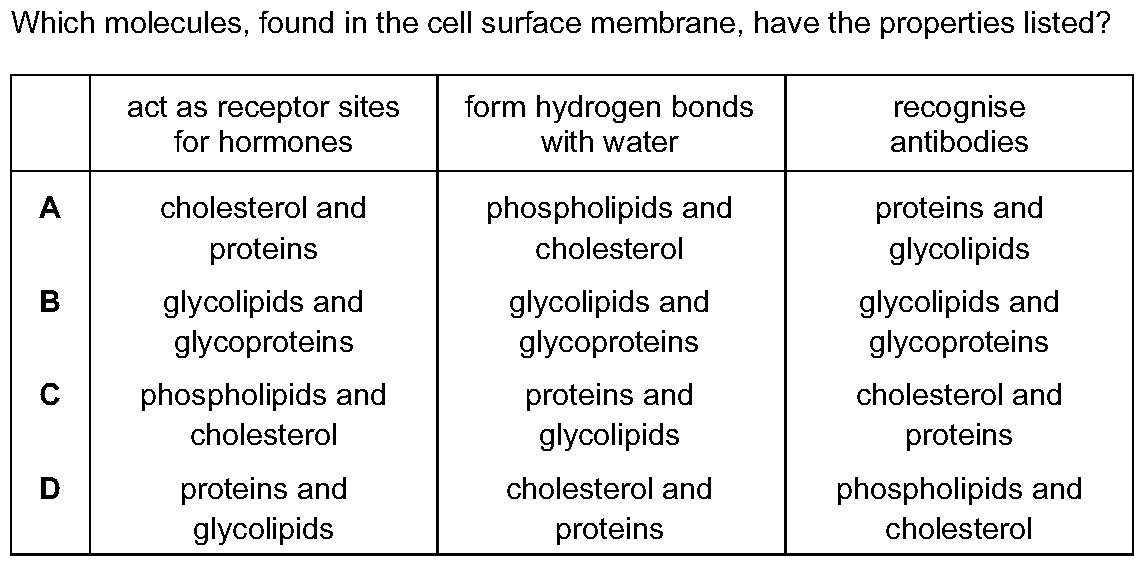 Which molecules, found in the cell surface membrane, have the properties listed?
act as receptor sites for hormones
form hydrogen bonds with water
recognise antibodies
A
cholesterol and proteins
phospholipids and cholesterol
proteins and glycolipids
B
glycolipids and glycoproteins
glycolipids and glycoproteins
glycolipids and glycoproteins
C
phospholipids and cholesterol
proteins and glycolipids
cholesterol and proteins
D
proteins and glycolipids
cholesterol and proteins
phospholipids and cholesterol